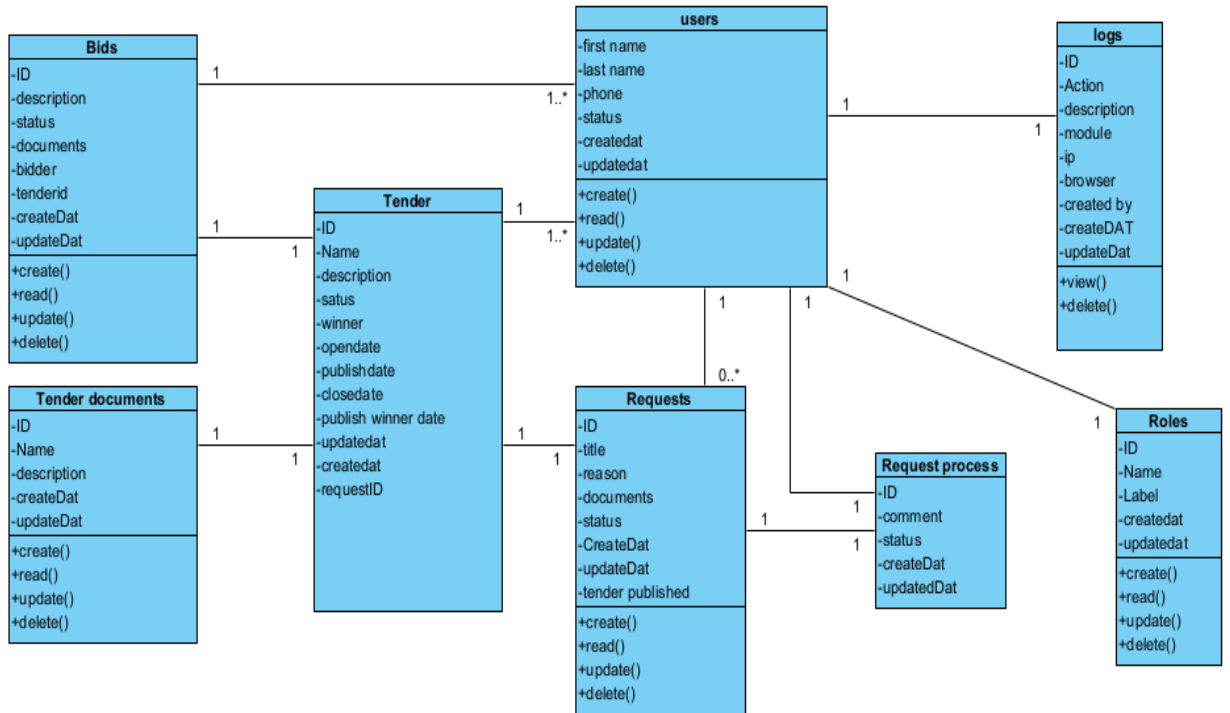 Bids
-ID
-description
-status
-documents
-bidder
-tenderid
-createDat
-updateDat
+create()
+read()
+update()
+delete()
Tender documents
-ID
-Name
-description
-createDat
-updateDat
+create()
+read()
+update()
+delete()
Tender
-ID
-Name
-description
-satus
-winner
-opendate
-publishdate
-closedate
-publish winner date
-updatedat
-createdat
-requestID
users
-first name
-last name
-phone
-status
-createdat
-updatedat
+create()
+read()
+update()
+delete()
Requests
-ID
-title
-reason
-documents
-status
-CreateDat
-updateDat
-tender published
+create()
+read()
+update()
+delete()
Request process
-ID
-comment
-status
-createDat
-updatedDat
logs
-ID
-Action
-description
-module
-ip
-browser
-created by
-createDAT
-updateDat
+view()
+delete()
Roles
-ID
-Name
-Label
-createdat
-updatedat
+create()
+read()
+update()
+delete()
1
1..*
1
1
1
1..*
1
1
1
1
1
0..*
1
1
1
1
1
1
1
1